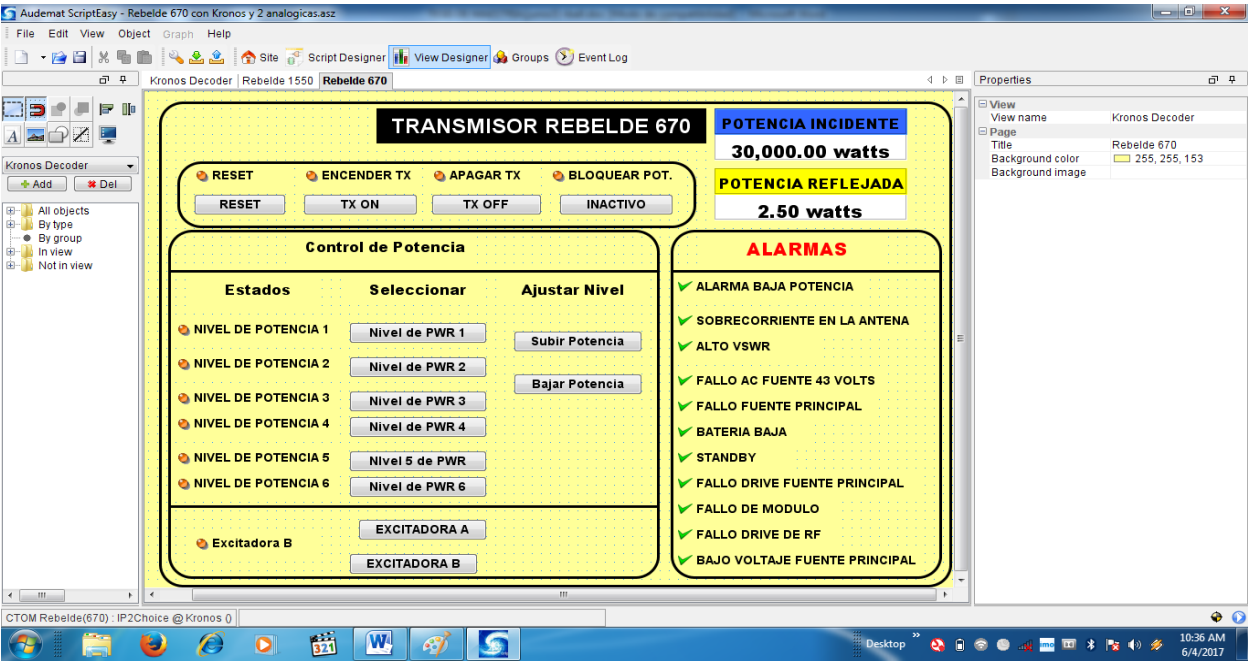 Audemat ScriptEasy - Rebelde 670 con Kronos y 2 analogicas.asz
File Edit View Object Graph Help
Site Script Designer View Designer Groups Event Log
Kronos Decoder Rebelde 1550 Rebelde 670
Kronos Decoder
Add Del
All objects
By type
By group
In view
Not in view
TRANSMISOR REBELDE 670
POTENCIA INCIDENTE
30,000.00 watts
POTENCIA REFLEJADA
2.50 watts
RESET ENCENDER TX APAGAR TX BLOQUEAR POT.
RESET TX ON TX OFF INACTIVO
Control de Potencia
Estados Seleccionar Ajustar Nivel
NIVEL DE POTENCIA 1 Nivel de PWR 1
Subir Potencia
NIVEL DE POTENCIA 2 Nivel de PWR 2
Bajar Potencia
NIVEL DE POTENCIA 3 Nivel de PWR 3
NIVEL DE POTENCIA 4 Nivel de PWR 4
NIVEL DE POTENCIA 5 NIvel 5 de PWR
NIVEL DE POTENCIA 6 Nivel de PWR 6
EXCITADORA A
Excitadora B
EXCITADORA B
ALARMAS
ALARMA BAJA POTENCIA
SOBRECORRIENTE EN LA ANTENA
ALTO VSWR
FALLO AC FUENTE 43 VOLTS
FALLO FUENTE PRINCIPAL
BATERIA BAJA
STANDBY
FALLO DRIVE FUENTE PRINCIPAL
FALLO DE MODULO
FALLO DRIVE DE RF
BAJO VOLTAJE FUENTE PRINCIPAL
Properties
View
View name Kronos Decoder
Page
Title Rebelde 670
Background color 255, 255, 153
Background image
CTOM Rebelde(670) : IP2Choice @ Kronos ()
321
Desktop
10:36 AM
6/4/2017